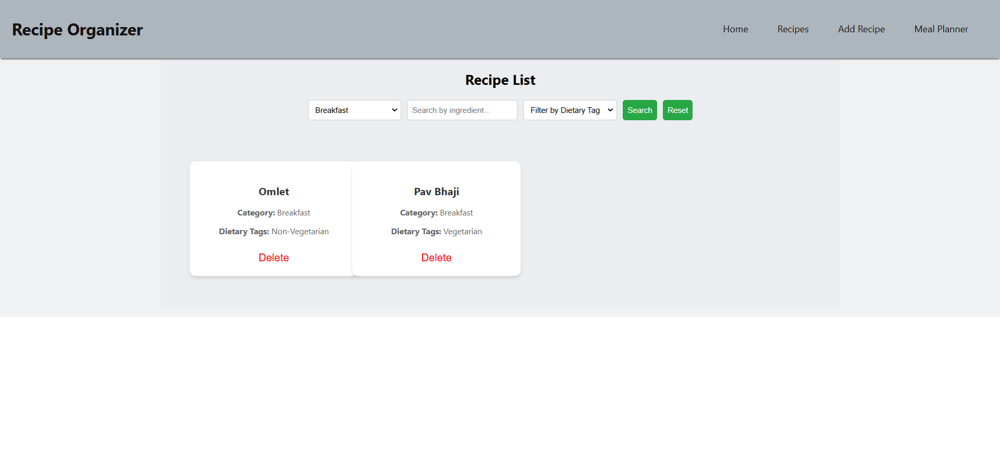 Recipe Organizer
Home Recipes Add Recipe Meal Planner
Recipe List
Breakfast Search by ingredient... Filter by Dietary Tag Search Reset
Omlet
Category: Breakfast
Dietary Tags: Non-Vegetarian
Delete
Pav Bhaji
Category: Breakfast
Dietary Tags: Vegetarian
Delete